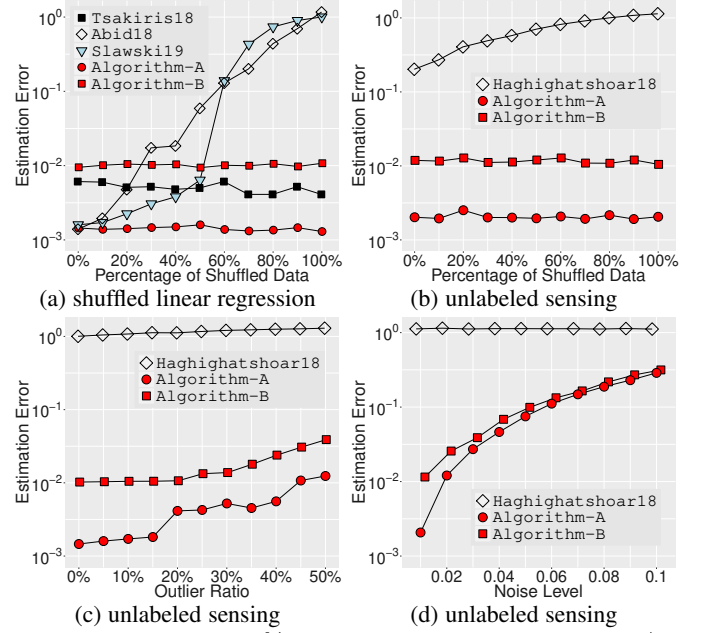 10^0
10^-1
10^-2
10^-3
Estimation Error
Tsakiris18
Abid18
Slawski19
Algorithm-A
Algorithm-B
0% 20% 40% 60% 80% 100%
Percentage of Shuffled Data
(a) shuffled linear regression
10^0
10^-1
10^-2
10^-3
Estimation Error
Haghighatshoar18
Algorithm-A
Algorithm-B
0% 20% 40% 60% 80% 100%
Percentage of Shuffled Data
(b) unlabeled sensing
10^0
10^-1
10^-2
10^-3
Estimation Error
Haghighatshoar18
Algorithm-A
Algorithm-B
0% 10% 20% 30% 40% 50%
Outlier Ratio
(c) unlabeled sensing
10^0
10^-1
10^-2
10^-3
Estimation Error
Haghighatshoar18
Algorithm-A
Algorithm-B
0.02 0.04 0.06 0.08 0.1
Noise Level
(d) unlabeled sensing